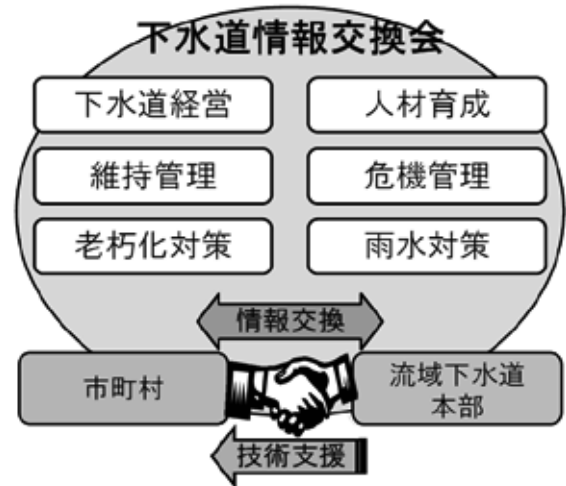 下水道情報交換会
下水道経営
人材育成
維持管理
危機管理
老朽化対策
雨水対策
情報交換
市町村
流域下水道
本部
技術支援